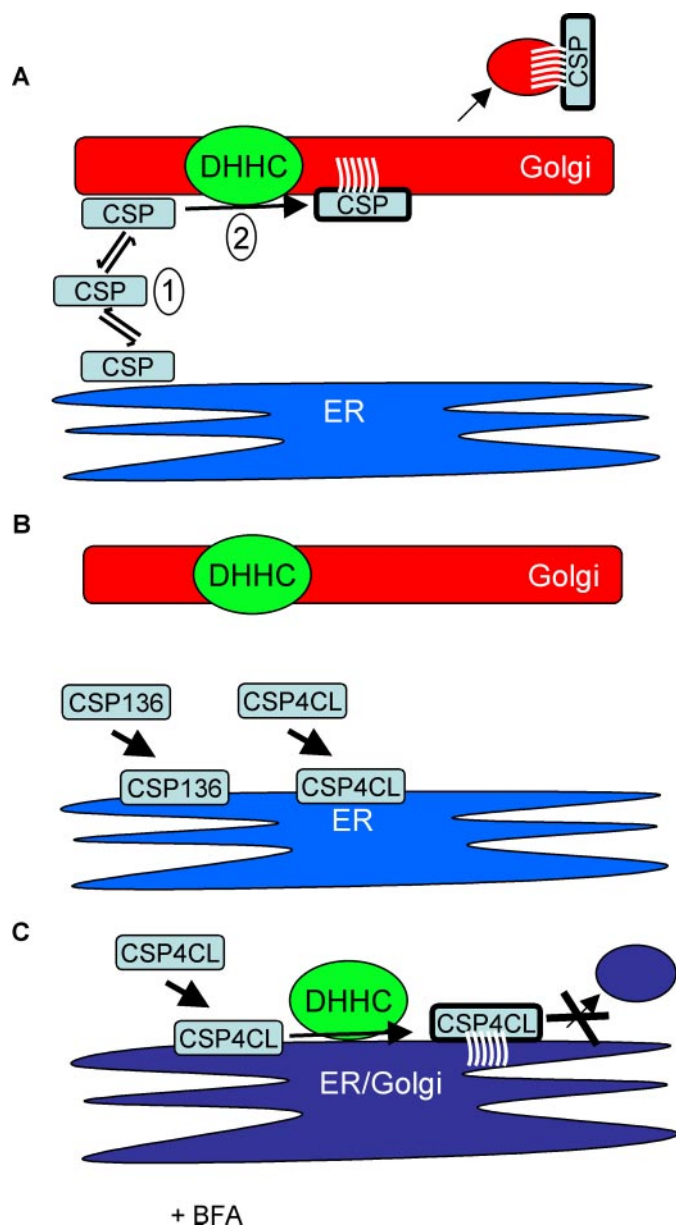 A
CSP
DHHC
Golgi
CSP
CSP
2
CSP
1
CSP
ER
B
DHHC
Golgi
CSP136
CSP4CL
CSP136
CSP4CL
ER
C
CSP4CL
DHHC
CSP4CL
CSP4CL
ER/Golgi
+ BFA